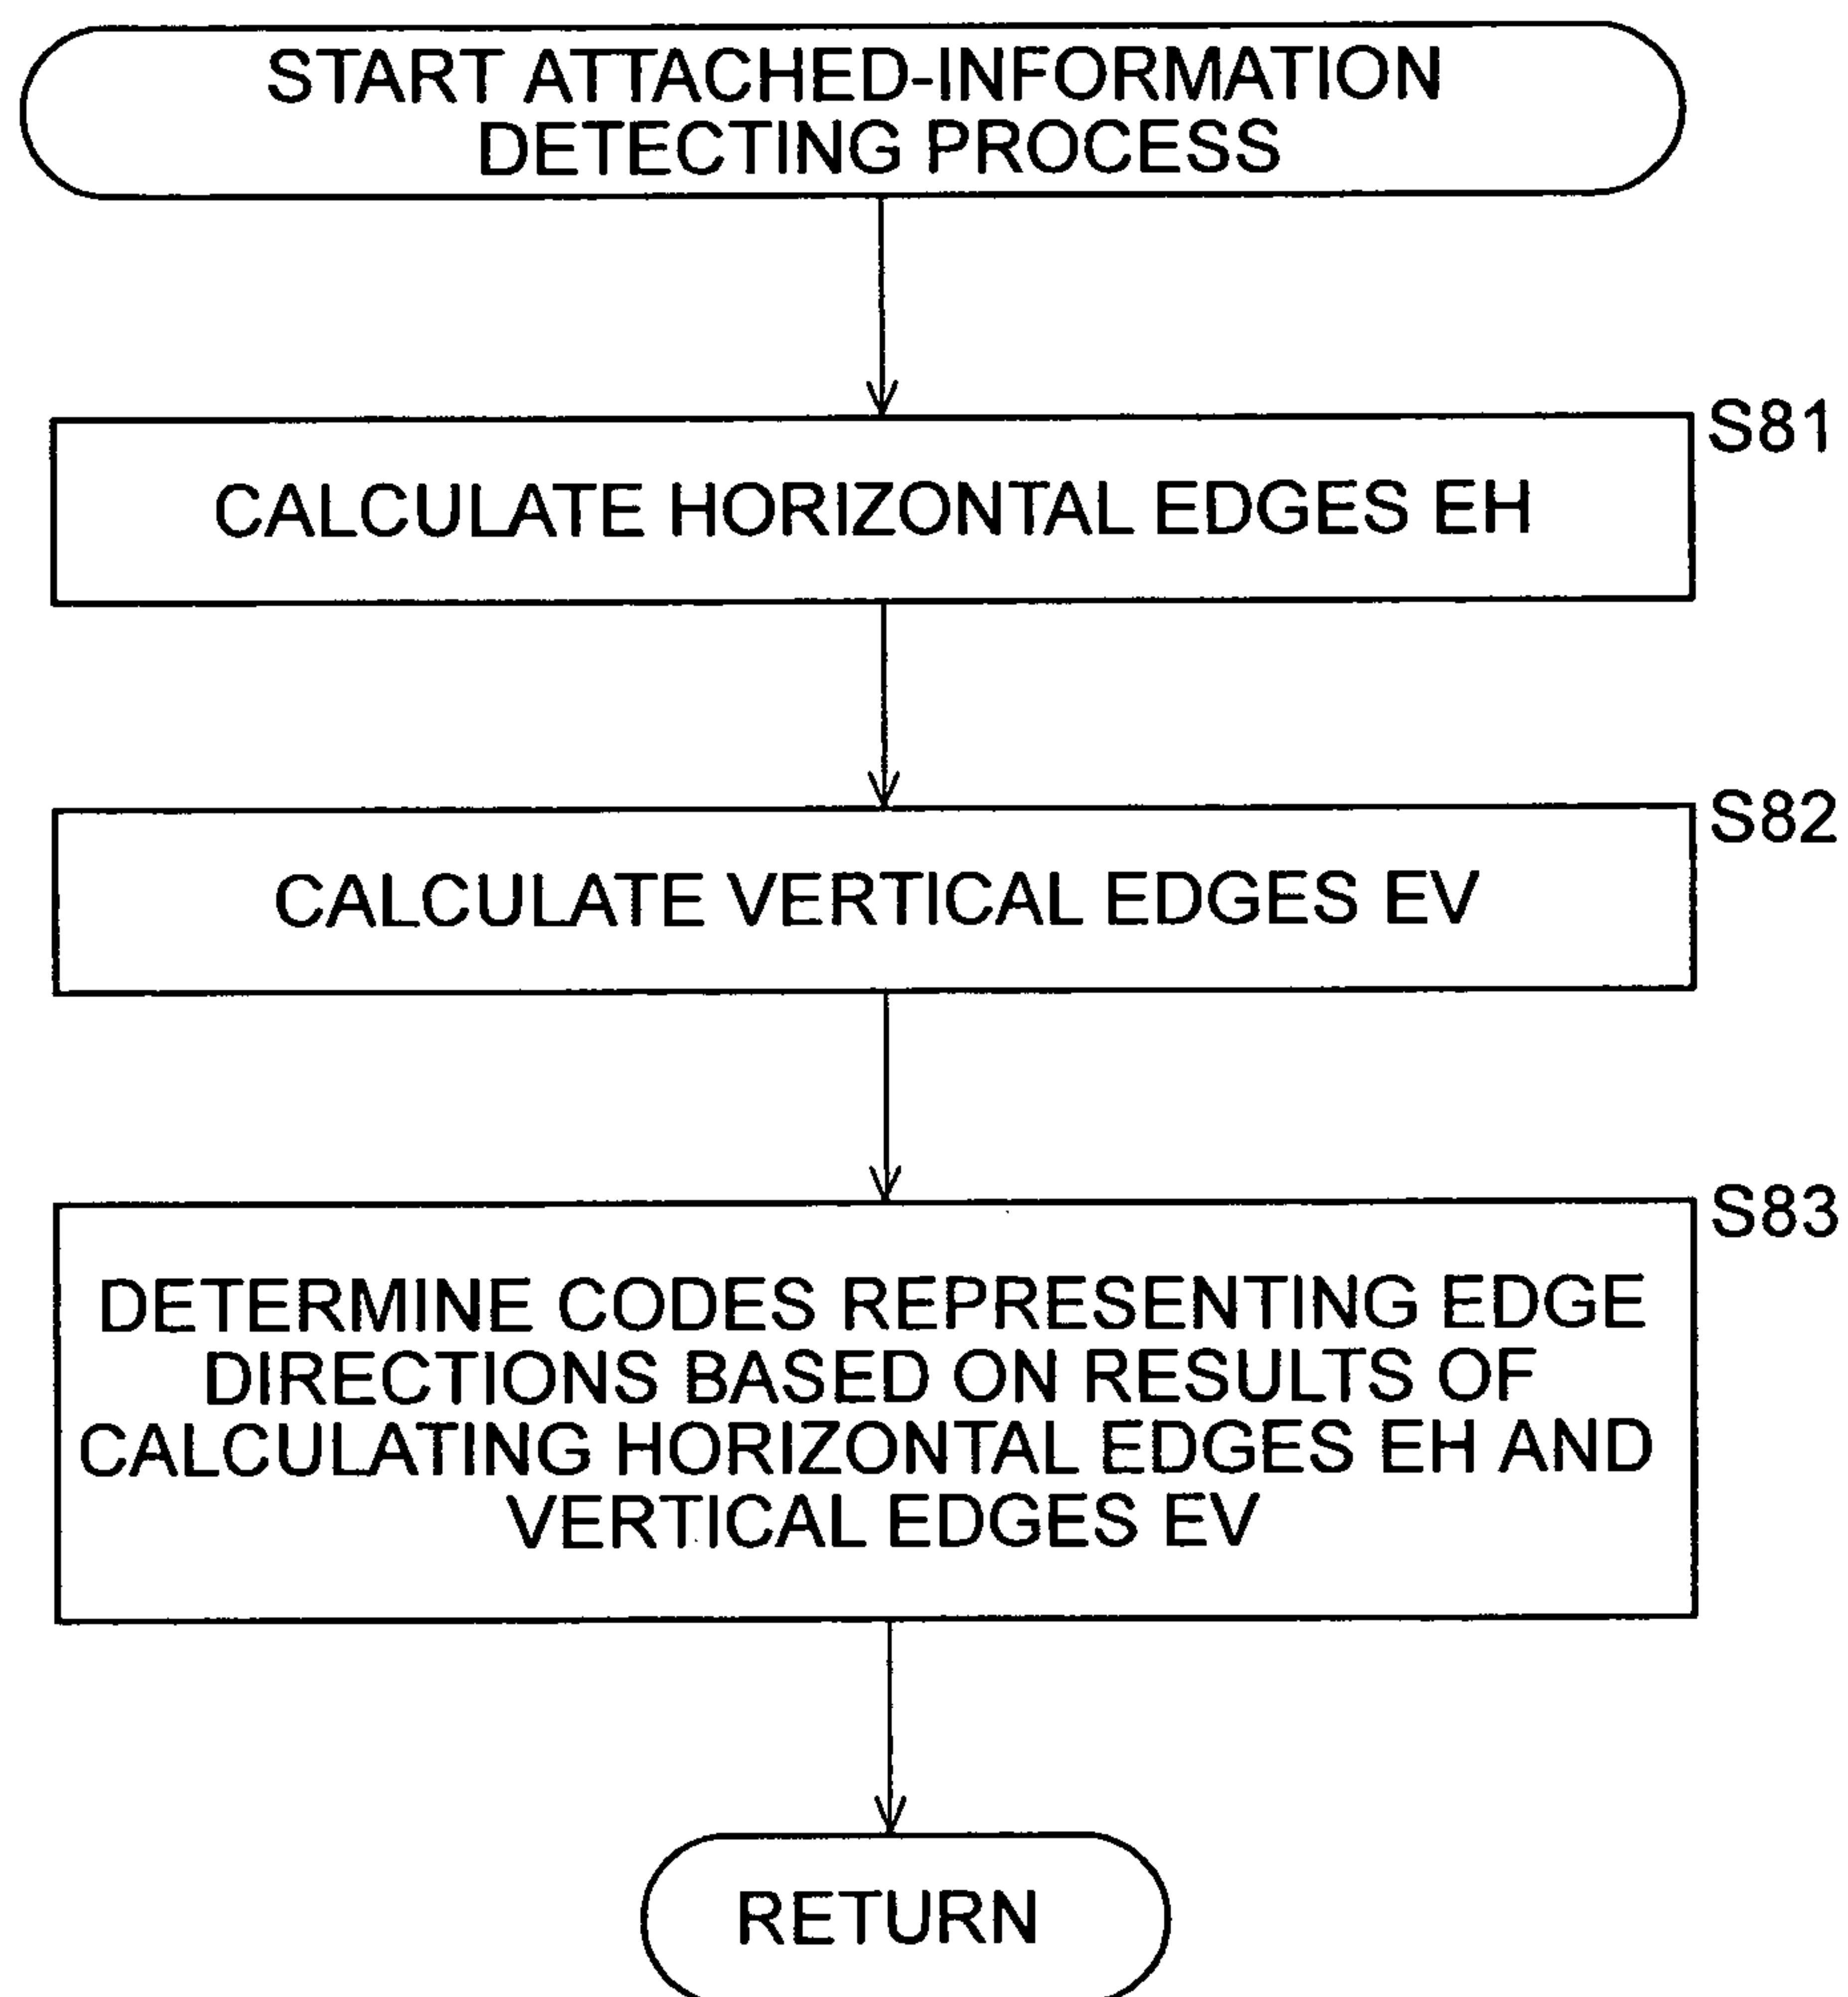 START ATTACHED-INFORMATION
DETECTING PROCESS
S81
CALCULATE HORIZONTAL EDGES EH
S82
CALCULATE VERTICAL EDGES EV
S83
DETERMINE CODES REPRESENTING EDGE
DIRECTIONS BASED ON RESULTS OF
CALCULATING HORIZONTAL EDGES EH AND
VERTICAL EDGES EV
RETURN